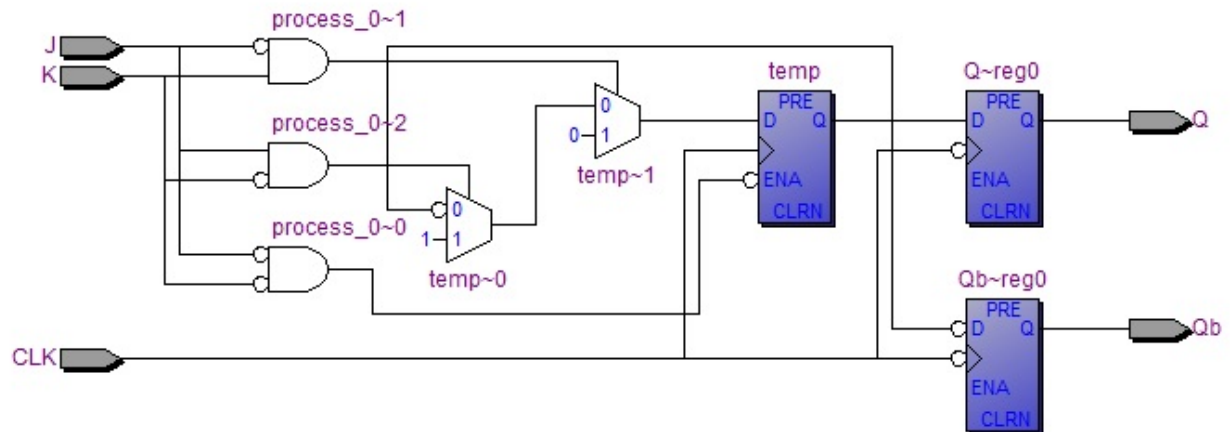 process_0~1
J
K
0
1
0
temp~1
process_0~2
0
1
1
temp~0
process_0~0
temp
PRE
D
Q
ENA
CLRN
Q~reg0
PRE
D
Q
ENA
CLRN
Q
Qb~reg0
PRE
D
Q
ENA
CLRN
Qb
CLK